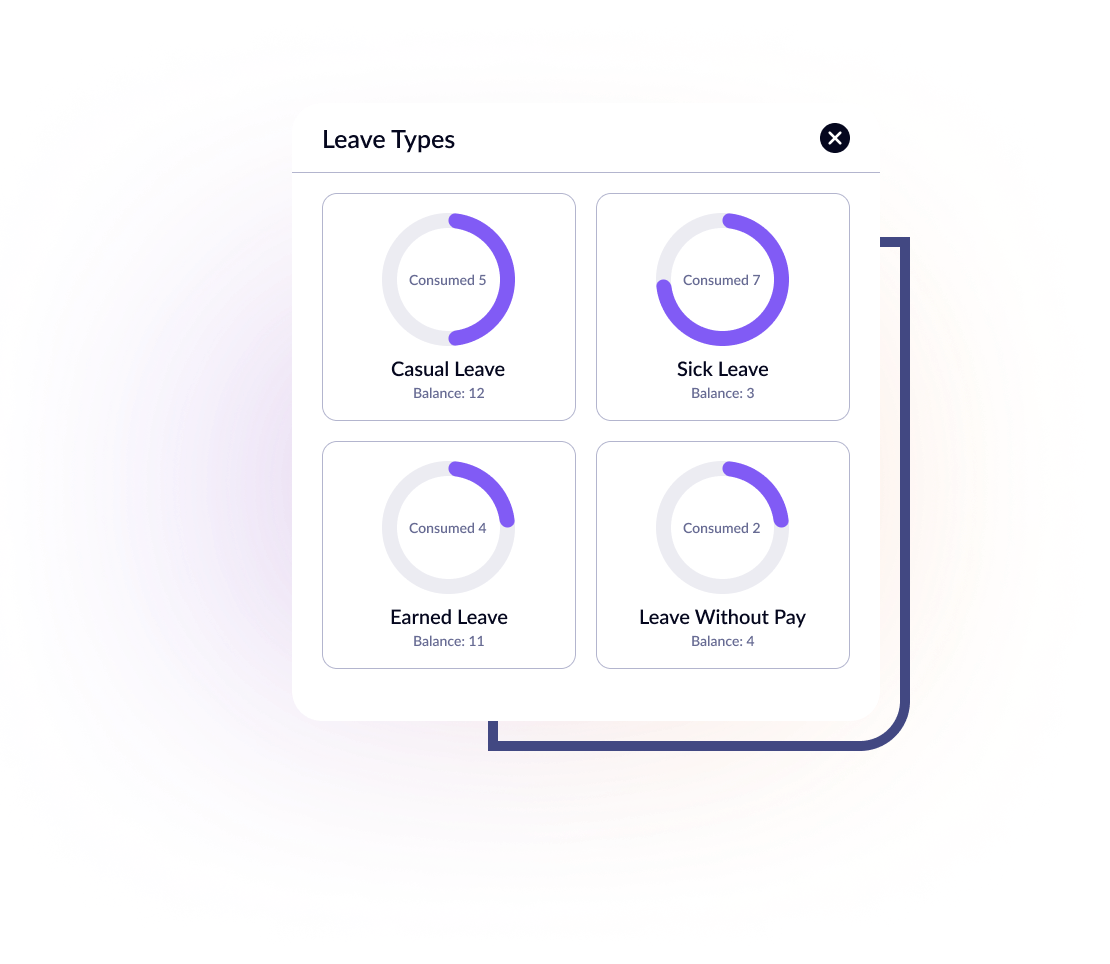 Leave Types
Consumed 5
Casual Leave
Balance: 12
Consumed 7
Sick Leave
Balance: 3
Consumed 4
Earned Leave
Balance: 11
Consumed 2
Leave Without Pay
Balance: 4